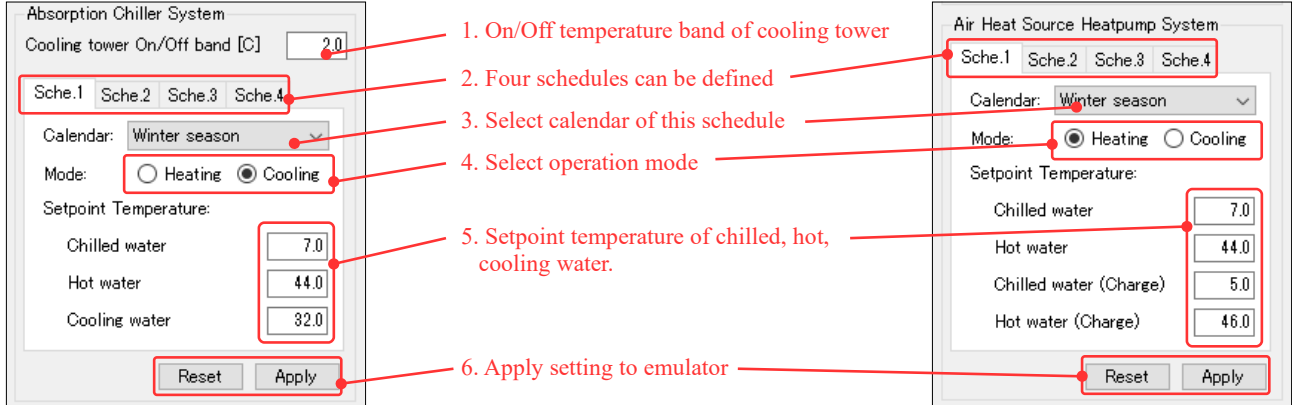 Absorption Chiller System
Cooling tower On/Off band [C] 2.0
Sche.1 Sche.2 Sche.3 Sche.4
Calendar: Winter season
Mode: Heating Cooling
Setpoint Temperature:
Chilled water 7.0
Hot water 44.0
Cooling water 32.0
Reset Apply
1. On/Off temperature band of cooling tower
2. Four schedules can be defined
3. Select calendar of this schedule
4. Select operation mode
5. Setpoint temperature of chilled, hot,
cooling water.
6. Apply setting to emulator
Air Heat Source Heatpump System
Sche.1 Sche.2 Sche.3 Sche.4
Calendar: Winter season
Mode: Heating Cooling
Setpoint Temperature:
Chilled water 7.0
Hot water 44.0
Chilled water (Charge) 5.0
Hot water (Charge) 46.0
Reset Apply